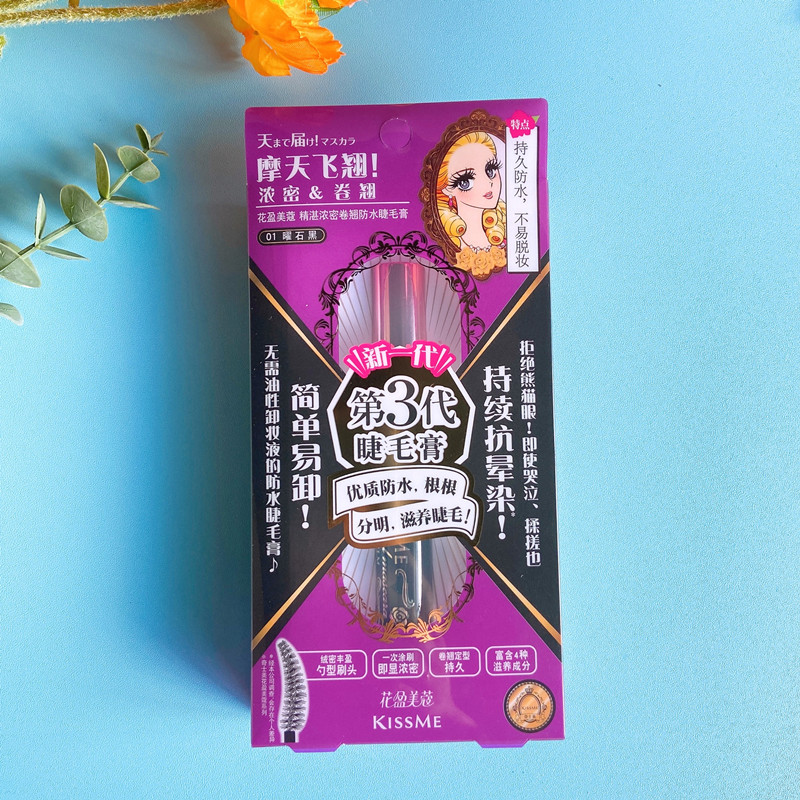 天まで届け!マスカラ
摩天飞翘!
浓密&卷翘
花盈美蔻 精湛浓密卷翘防水睫毛膏
01 曜石黑
特点
持久防水，
不易脱妆
新一代
第3代
睫毛膏
优质防水，根根
分明，滋养睫毛!
简单易卸!
无需油性卸妆液的防水睫毛膏♪
拒绝熊猫眼!即使哭泣、揉搓也
持续抗晕染!
绒密丰盈
勺型刷头
一次涂刷
即显浓密
卷翘定型
持久
富含4种
滋养成分
花盈美蔻
KISSME